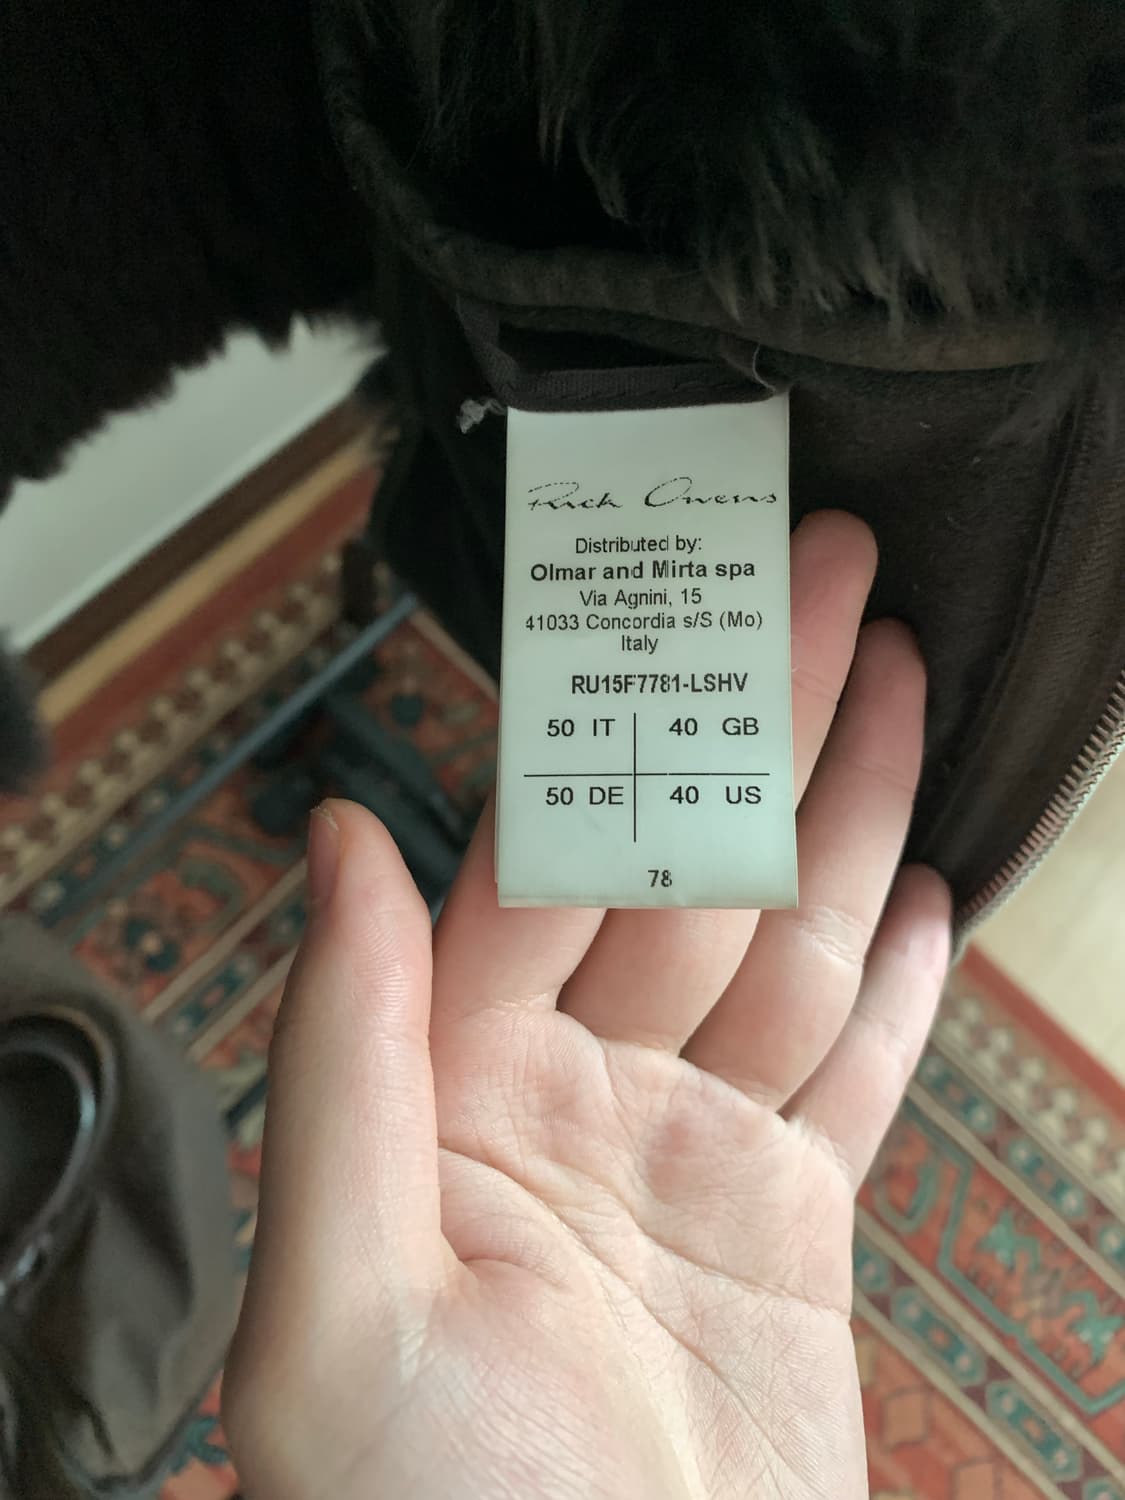 Rick Owens
Distributed by:
Olmar and Mirta spa
Via Agnini, 15
41033 Concordia s/S (Mo)
Italy
RU15F7781-LSHV
50 IT 40 GB
50 DE 40 US
78